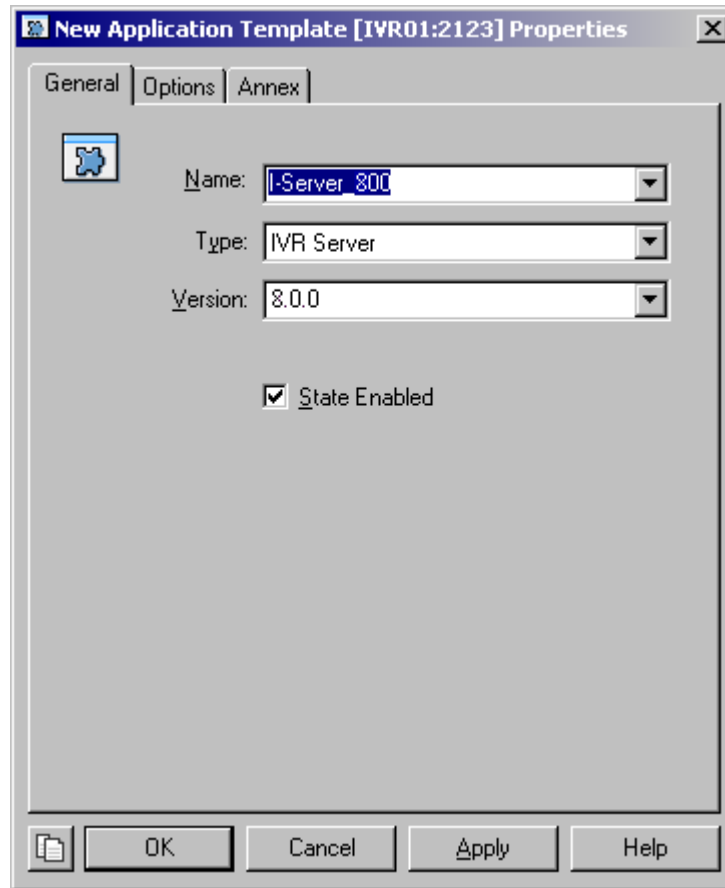 New Application Template [IVR01:2123] Properties
General Options Annex
Name: I-Server_800
Type: IVR Server
Version: 8.0.0
State Enabled
OK Cancel Apply Help